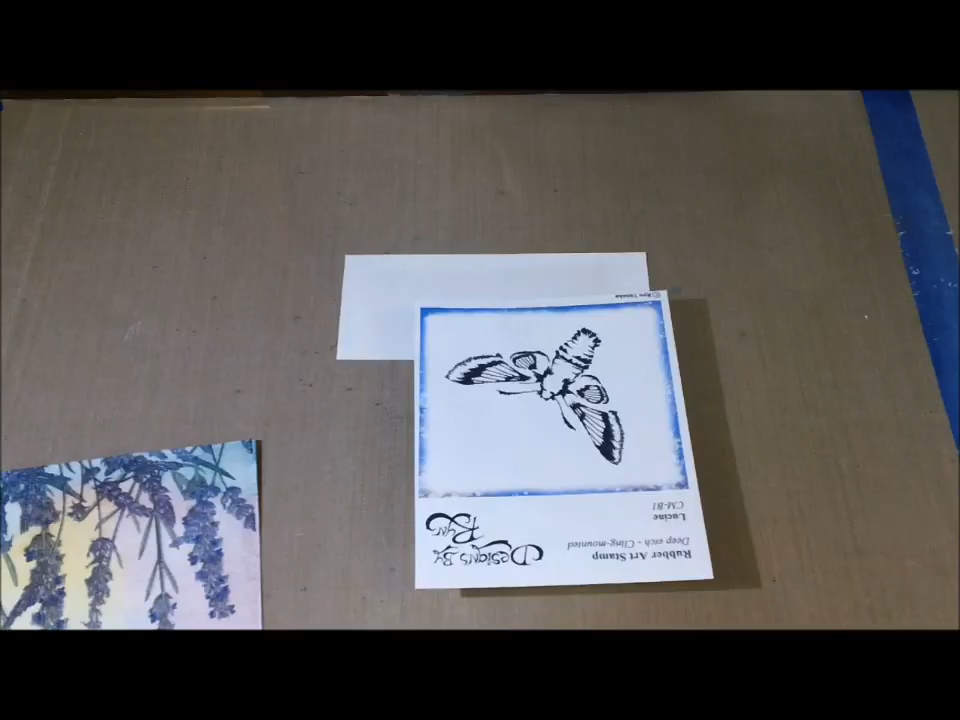 Designs By
Ryn
Rubber Art Stamp
Deep etch - Cling-mounted
Lucine
CM-B1